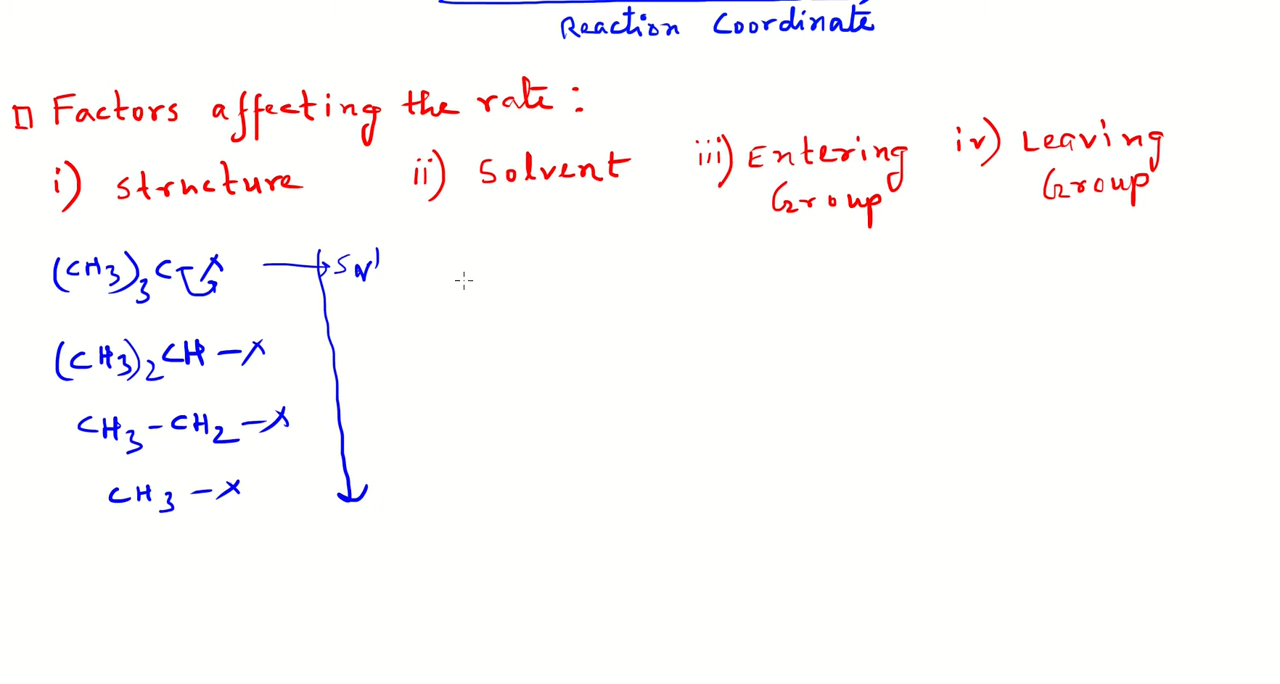 Reaction Coordinate
Factors affecting the rate :
i) Structure ii) Solvent iii) Entering Group iv) Leaving Group
(CH3)3C-X → SN1
(CH3)2CH-X
CH3-CH2-X
CH3-X